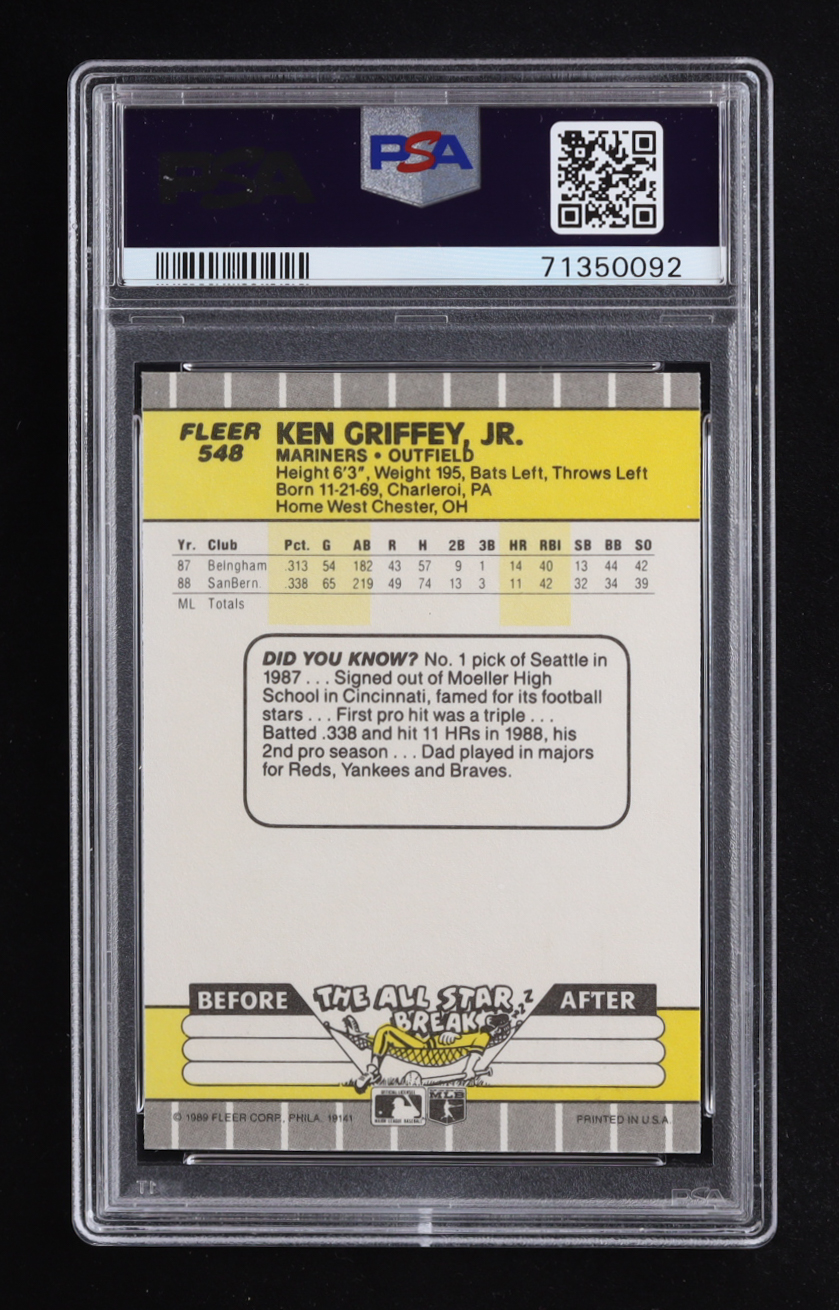 PSA
PSA
71350092
FLEER
548
KEN GRIFFEY, JR.
MARINERS • OUTFIELD
Height 6'3", Weight 195, Bats Left, Throws Left
Born 11-21-69, Charleroi, PA
Home West Chester, OH
Yr. Club Pct. G AB R H 2B 3B HR RBI SB BB SO
87 Belngham .313 54 182 43 57 9 1 14 40 13 44 42
88 SanBern. .338 65 219 49 74 13 3 11 42 32 34 39
ML Totals
DID YOU KNOW? No. 1 pick of Seattle in
1987 . . . Signed out of Moeller High
School in Cincinnati, famed for its football
stars . . . First pro hit was a triple . . .
Batted .338 and hit 11 HRs in 1988, his
2nd pro season . . . Dad played in majors
for Reds, Yankees and Braves.
BEFORE THE ALL STAR BREAK AFTER
zzz
MLB
© 1989 FLEER CORP., PHILA. 19141
PRINTED IN U.S.A.
PSA